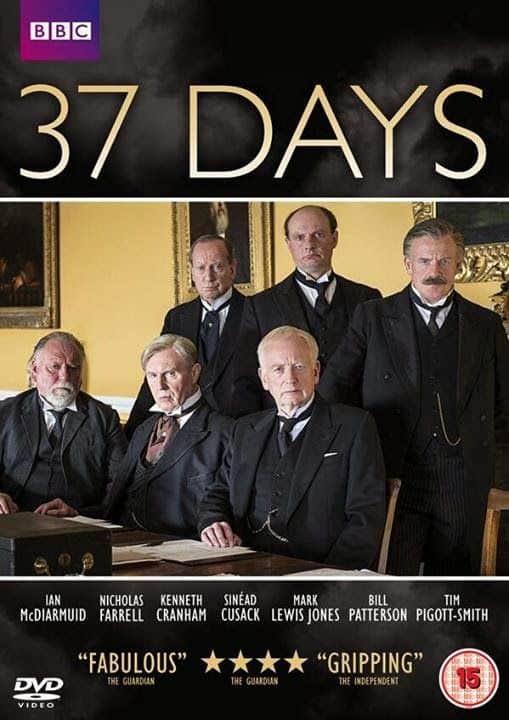 BBC
37 DAYS
IAN McDIARMUID
NICHOLAS FARRELL
KENNETH CRANHAM
SINÉAD CUSACK
MARK LEWIS JONES
BILL PATTERSON
TIM PIGOTT-SMITH
“FABULOUS” ★★★★ “GRIPPING”
THE GUARDIAN THE GUARDIAN THE INDEPENDENT
DVD
VIDEO
15